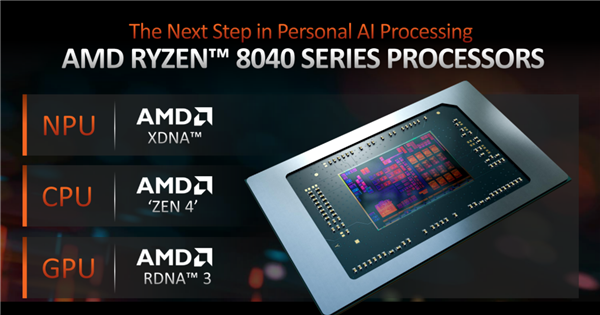 The Next Step in Personal AI Processing
AMD RYZEN™ 8040 SERIES PROCESSORS
NPU
AMD
XDNA™
CPU
AMD
'ZEN 4'
GPU
AMD
RDNA™ 3